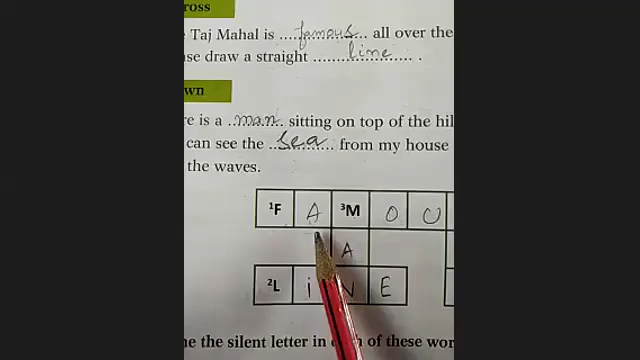 ross
Taj Mahal is famous all over the
se draw a straight line .
wn
re is a man sitting on top of the hil
can see the sea from my house
the waves.
1F A 3M O U
A
2L i N E
e the silent letter in of these wor